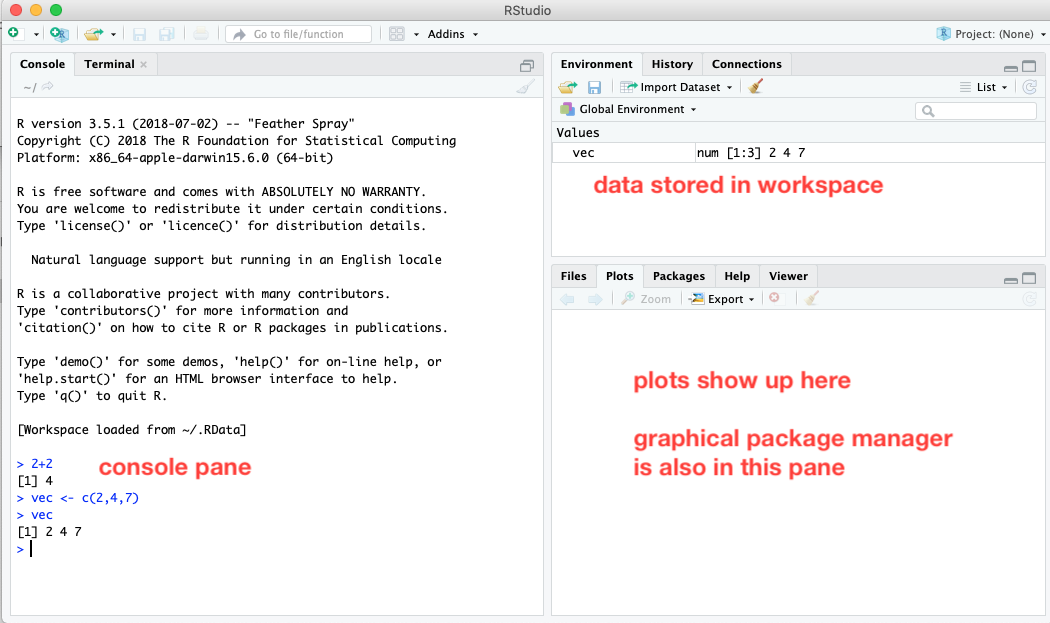 RStudio
Go to file/function
Addins
Project: (None)
Console Terminal
~/
R version 3.5.1 (2018-07-02) -- "Feather Spray"
Copyright (C) 2018 The R Foundation for Statistical Computing
Platform: x86_64-apple-darwin15.6.0 (64-bit)
R is free software and comes with ABSOLUTELY NO WARRANTY.
You are welcome to redistribute it under certain conditions.
Type 'license()' or 'licence()' for distribution details.
Natural language support but running in an English locale
R is a collaborative project with many contributors.
Type 'contributors()' for more information and
'citation()' on how to cite R or R packages in publications.
Type 'demo()' for some demos, 'help()' for on-line help, or
'help.start()' for an HTML browser interface to help.
Type 'q()' to quit R.
[Workspace loaded from ~/.RData]
> 2+2
[1] 4
> vec <- c(2,4,7)
> vec
[1] 2 4 7
>
console pane
Environment History Connections
Import Dataset List
Global Environment
Values
vec num [1:3] 2 4 7
data stored in workspace
Files Plots Packages Help Viewer
Zoom Export
plots show up here
graphical package manager
is also in this pane